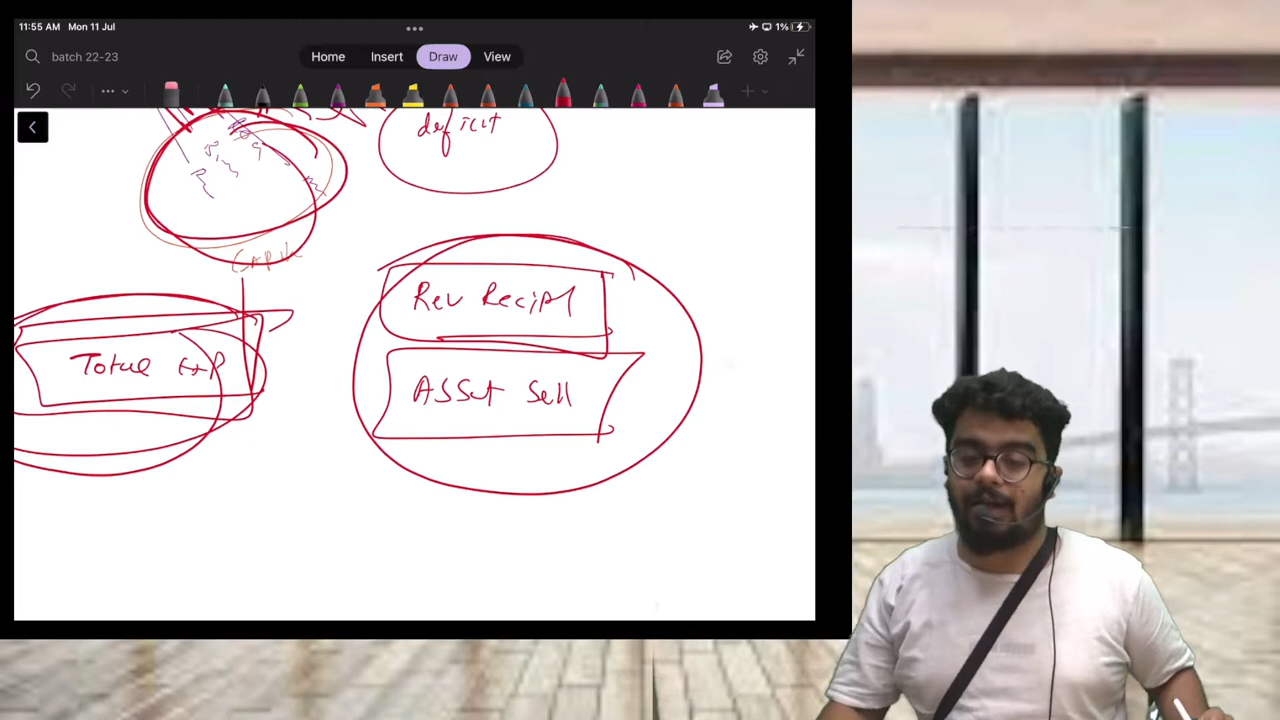 11:55 AM Mon 11 Jul
1%
batch 22-23
Home Insert Draw View
deficit
Rev Recipt
Total Exp
Asset Sell